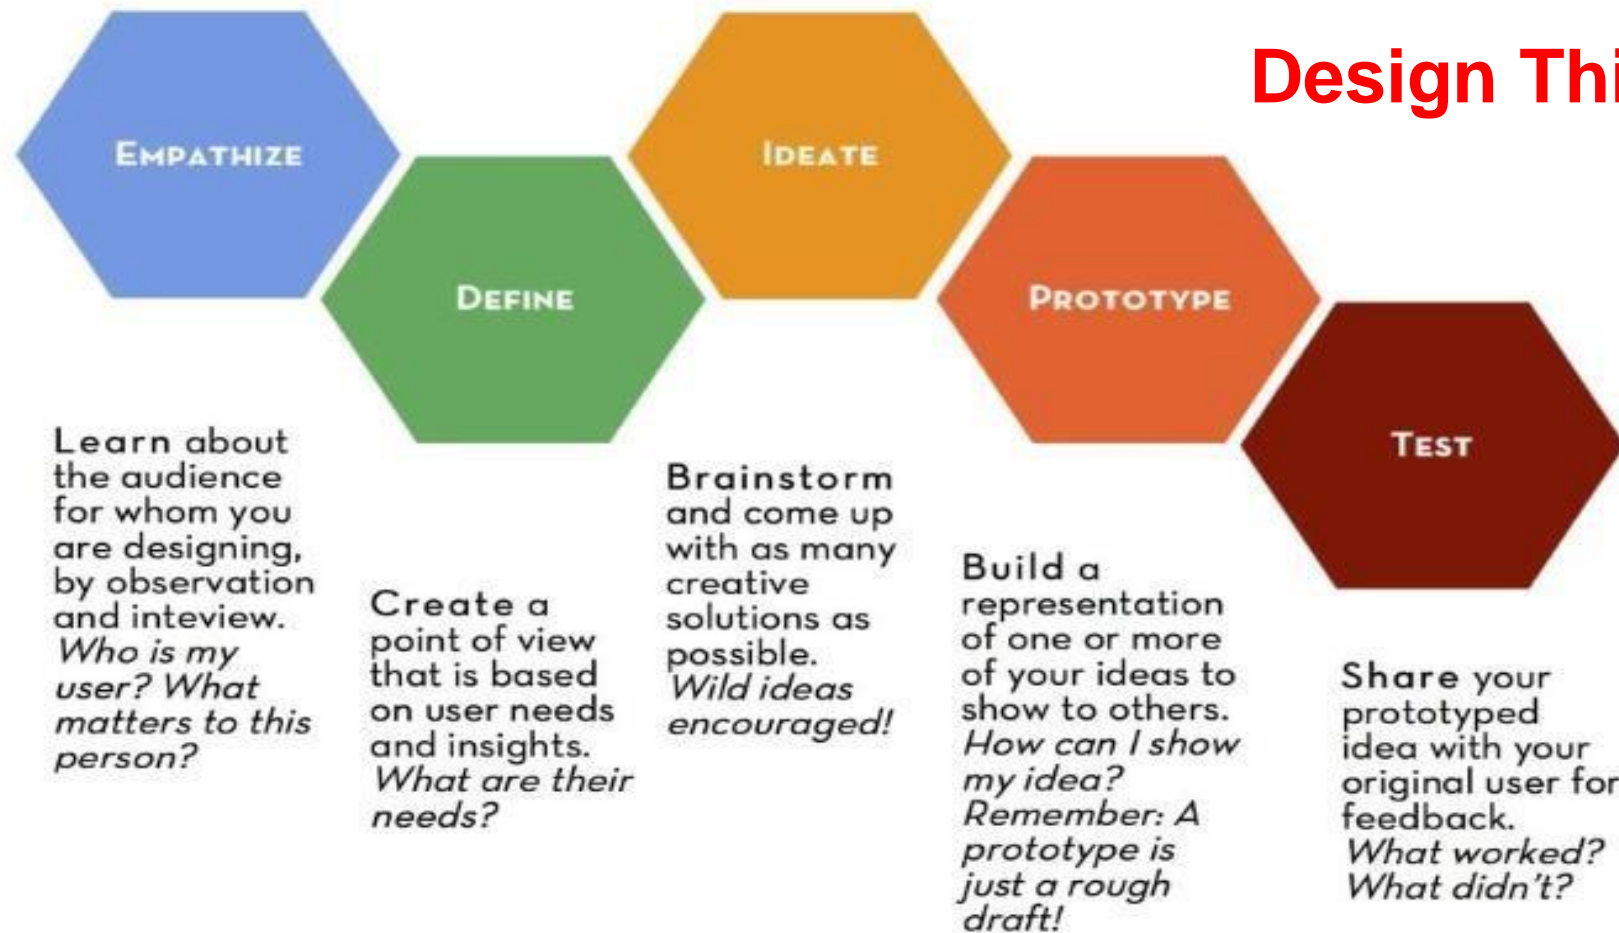 Design Thi
EMPATHIZE
DEFINE
IDEATE
PROTOTYPE
TEST
Learn about
the audience
for whom you
are designing,
by observation
and inteview.
Who is my
user? What
matters to this
person?
Create a
point of view
that is based
on user needs
and insights.
What are their
needs?
Brainstorm
and come up
with as many
creative
solutions as
possible.
Wild ideas
encouraged!
Build a
representation
of one or more
of your ideas to
show to others.
How can I show
my idea?
Remember: A
prototype is
just a rough
draft!
Share your
prototyped
idea with your
original user for
feedback.
What worked?
What didn't?